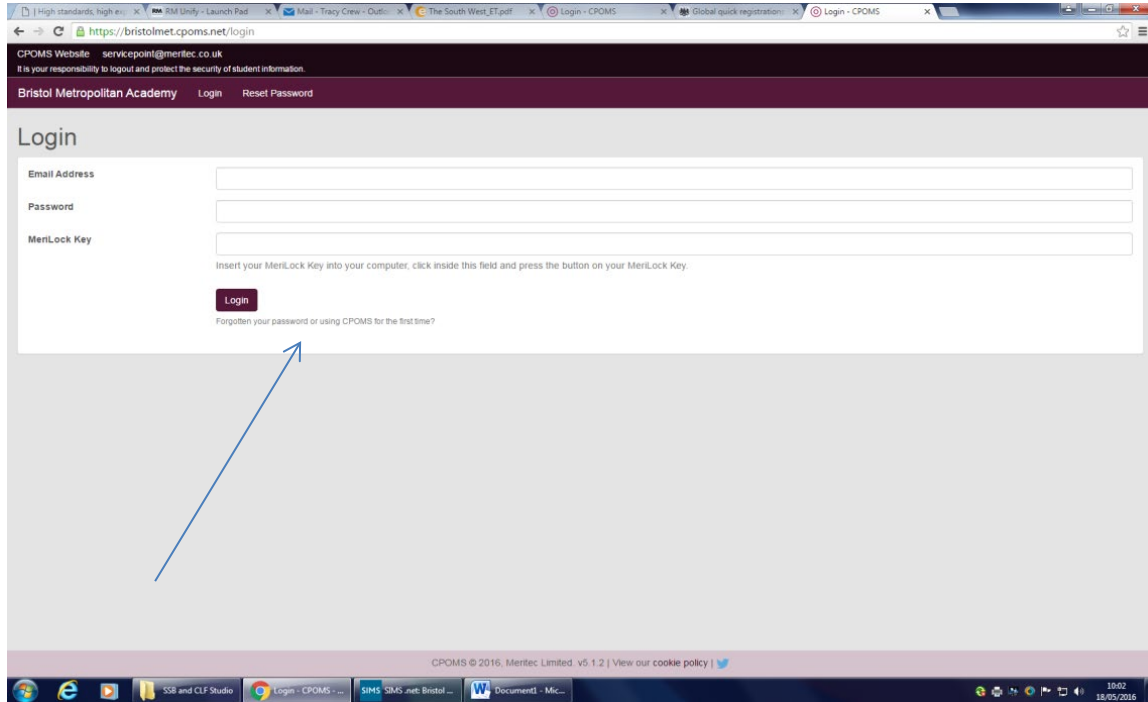 | High standards, high ex
RM Unify - Launch Pad
Mail - Tracy Crew - Outlo
The South West_ET.pdf
Login - CPOMS
Global quick registration
Login - CPOMS
https://bristolmet.cpoms.net/login
CPOMS Website servicepoint@meritec.co.uk
It is your responsibility to logout and protect the security of student information.
Bristol Metropolitan Academy Login Reset Password
Login
Email Address
Password
MeriLock Key
Insert your MeriLock Key into your computer, click inside this field and press the button on your MeriLock Key.
Login
Forgotten your password or using CPOMS for the first time?
CPOMS © 2016, Meritec Limited. v5.1.2 | View our cookie policy |
SSB and CLF Studio
Login - CPOMS - ...
SIMS SIMS .net: Bristol ...
Document1 - Mic...
10:02
18/05/2016